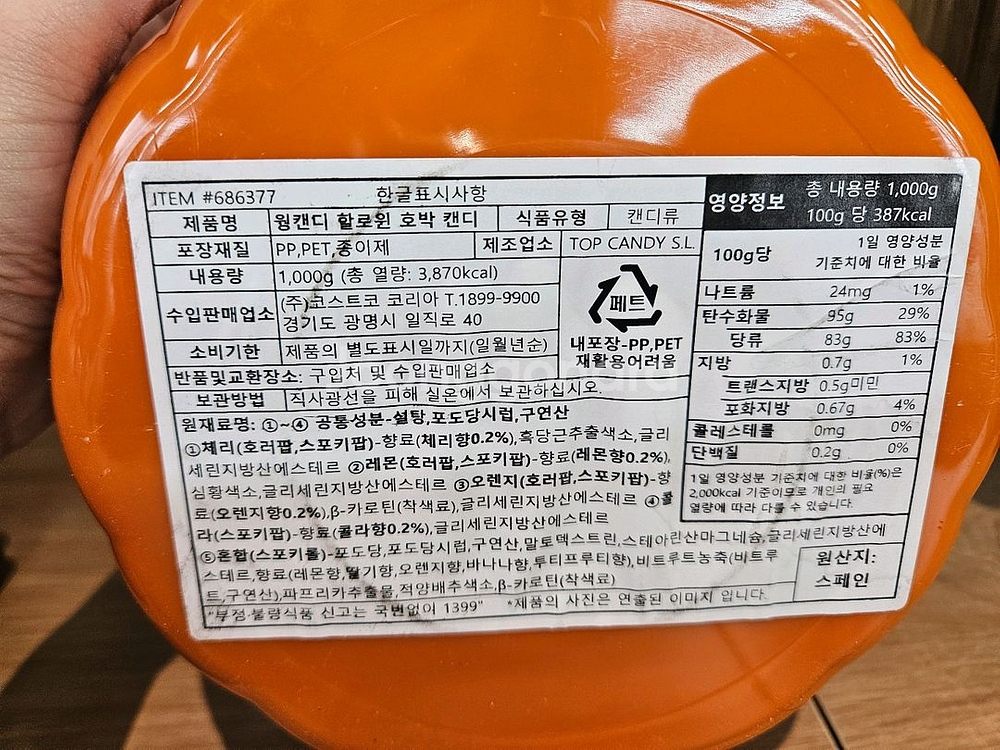 ITEM #686377 한글표시사항
제품명 웡캔디 할로윈 호박 캔디 식품유형 캔디류
포장재질 PP,PET,종이제 제조업소 TOP CANDY S.L.
내용량 1,000g (총 열량: 3,870kcal)
수입판매업소 (주)코스트코 코리아 T.1899-9900
경기도 광명시 일직로 40
소비기한 제품의 별도표시일까지(일월년순)
반품및교환장소: 구입처 및 수입판매업소
보관방법 직사광선을 피해 실온에서 보관하십시오.
페트
내포장-PP,PET
재활용어려움
원재료명: ①~④ 공통성분-설탕,포도당시럽,구연산
①체리(호러팝,스포키팝)-향료(체리향0.2%),흑당근추출색소,글리
세린지방산에스테르 ②레몬(호러팝,스포키팝)-향료(레몬향0.2%),
심황색소,글리세린지방산에스테르 ③오렌지(호러팝,스포키팝)-향
료(오렌지향0.2%),β-카로틴(착색료),글리세린지방산에스테르 ④콜
라(스포키팝)-향료(콜라향0.2%),글리세린지방산에스테르
⑤혼합(스포키롤)-포도당,포도당시럽,구연산,말토덱스트린,스테아린산마그네슘,글리세린지방산에
스테르,향료(레몬향,딸기향,오렌지향,바나나향,투티프루티향),비트루트농축(비트루
트,구연산),파프리카추출물,적양배추색소,β-카로틴(착색료)
원산지:
스페인
"부정·불량식품 신고는 국번없이 1399" *제품의 사진은 연출된 이미지 입니다.
영양정보 총 내용량 1,000g
100g 당 387kcal
100g당 1일 영양성분
기준치에 대한 비율
나트륨 24mg 1%
탄수화물 95g 29%
당류 83g 83%
지방 0.7g 1%
트랜스지방 0.5g미만
포화지방 0.67g 4%
콜레스테롤 0mg 0%
단백질 0.2g 0%
1일 영양성분 기준치에 대한 비율(%)은
2,000kcal 기준이므로 개인의 필요
열량에 따라 다를 수 있습니다.